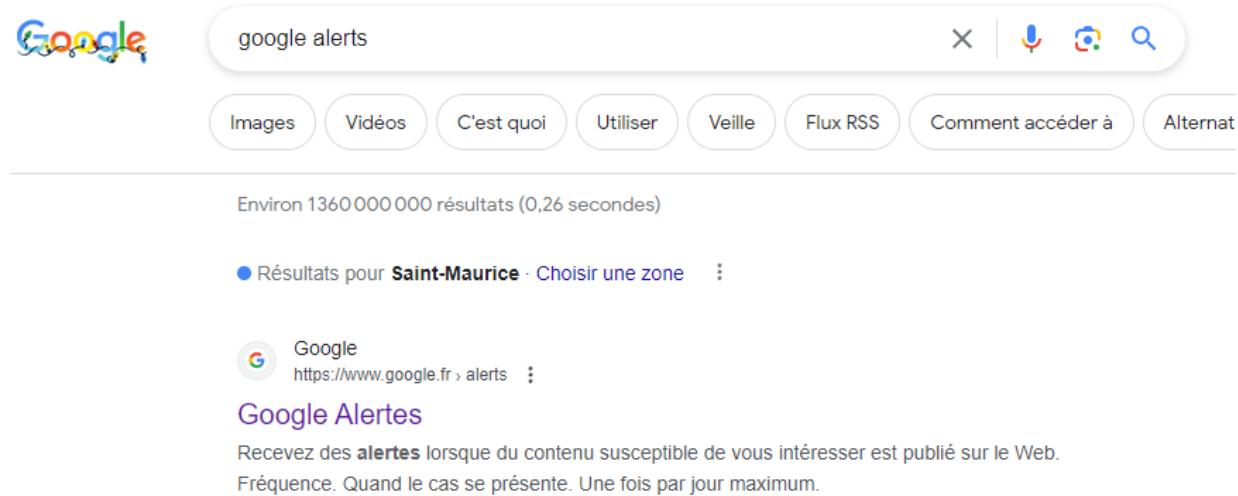 Google
google alerts
Images Vidéos C'est quoi Utiliser Veille Flux RSS Comment accéder à Alternat
Environ 1 360 000 000 résultats (0,26 secondes)
Résultats pour Saint-Maurice · Choisir une zone
G
Google
https://www.google.fr › alerts
Google Alertes
Recevez des alertes lorsque du contenu susceptible de vous intéresser est publié sur le Web.
Fréquence. Quand le cas se présente. Une fois par jour maximum.